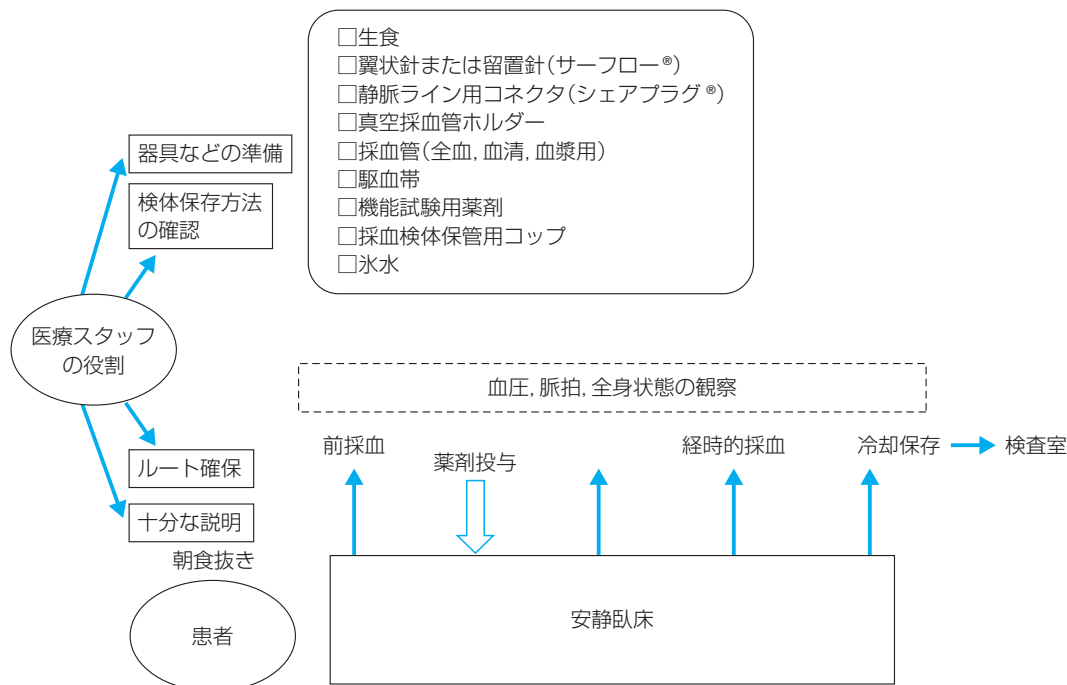 □生食
□翼状針または留置針(サーフロー®)
□静脈ライン用コネクタ(シェアプラグ®)
□真空採血管ホルダー
□採血管(全血, 血清, 血漿用)
□駆血帯
□機能試験用薬剤
□採血検体保管用コップ
□氷水
器具などの準備
検体保存方法
の確認
医療スタッフ
の役割
ルート確保
十分な説明
朝食抜き
患者
血圧, 脈拍, 全身状態の観察
前採血
薬剤投与
経時的採血
冷却保存
検査室
安静臥床